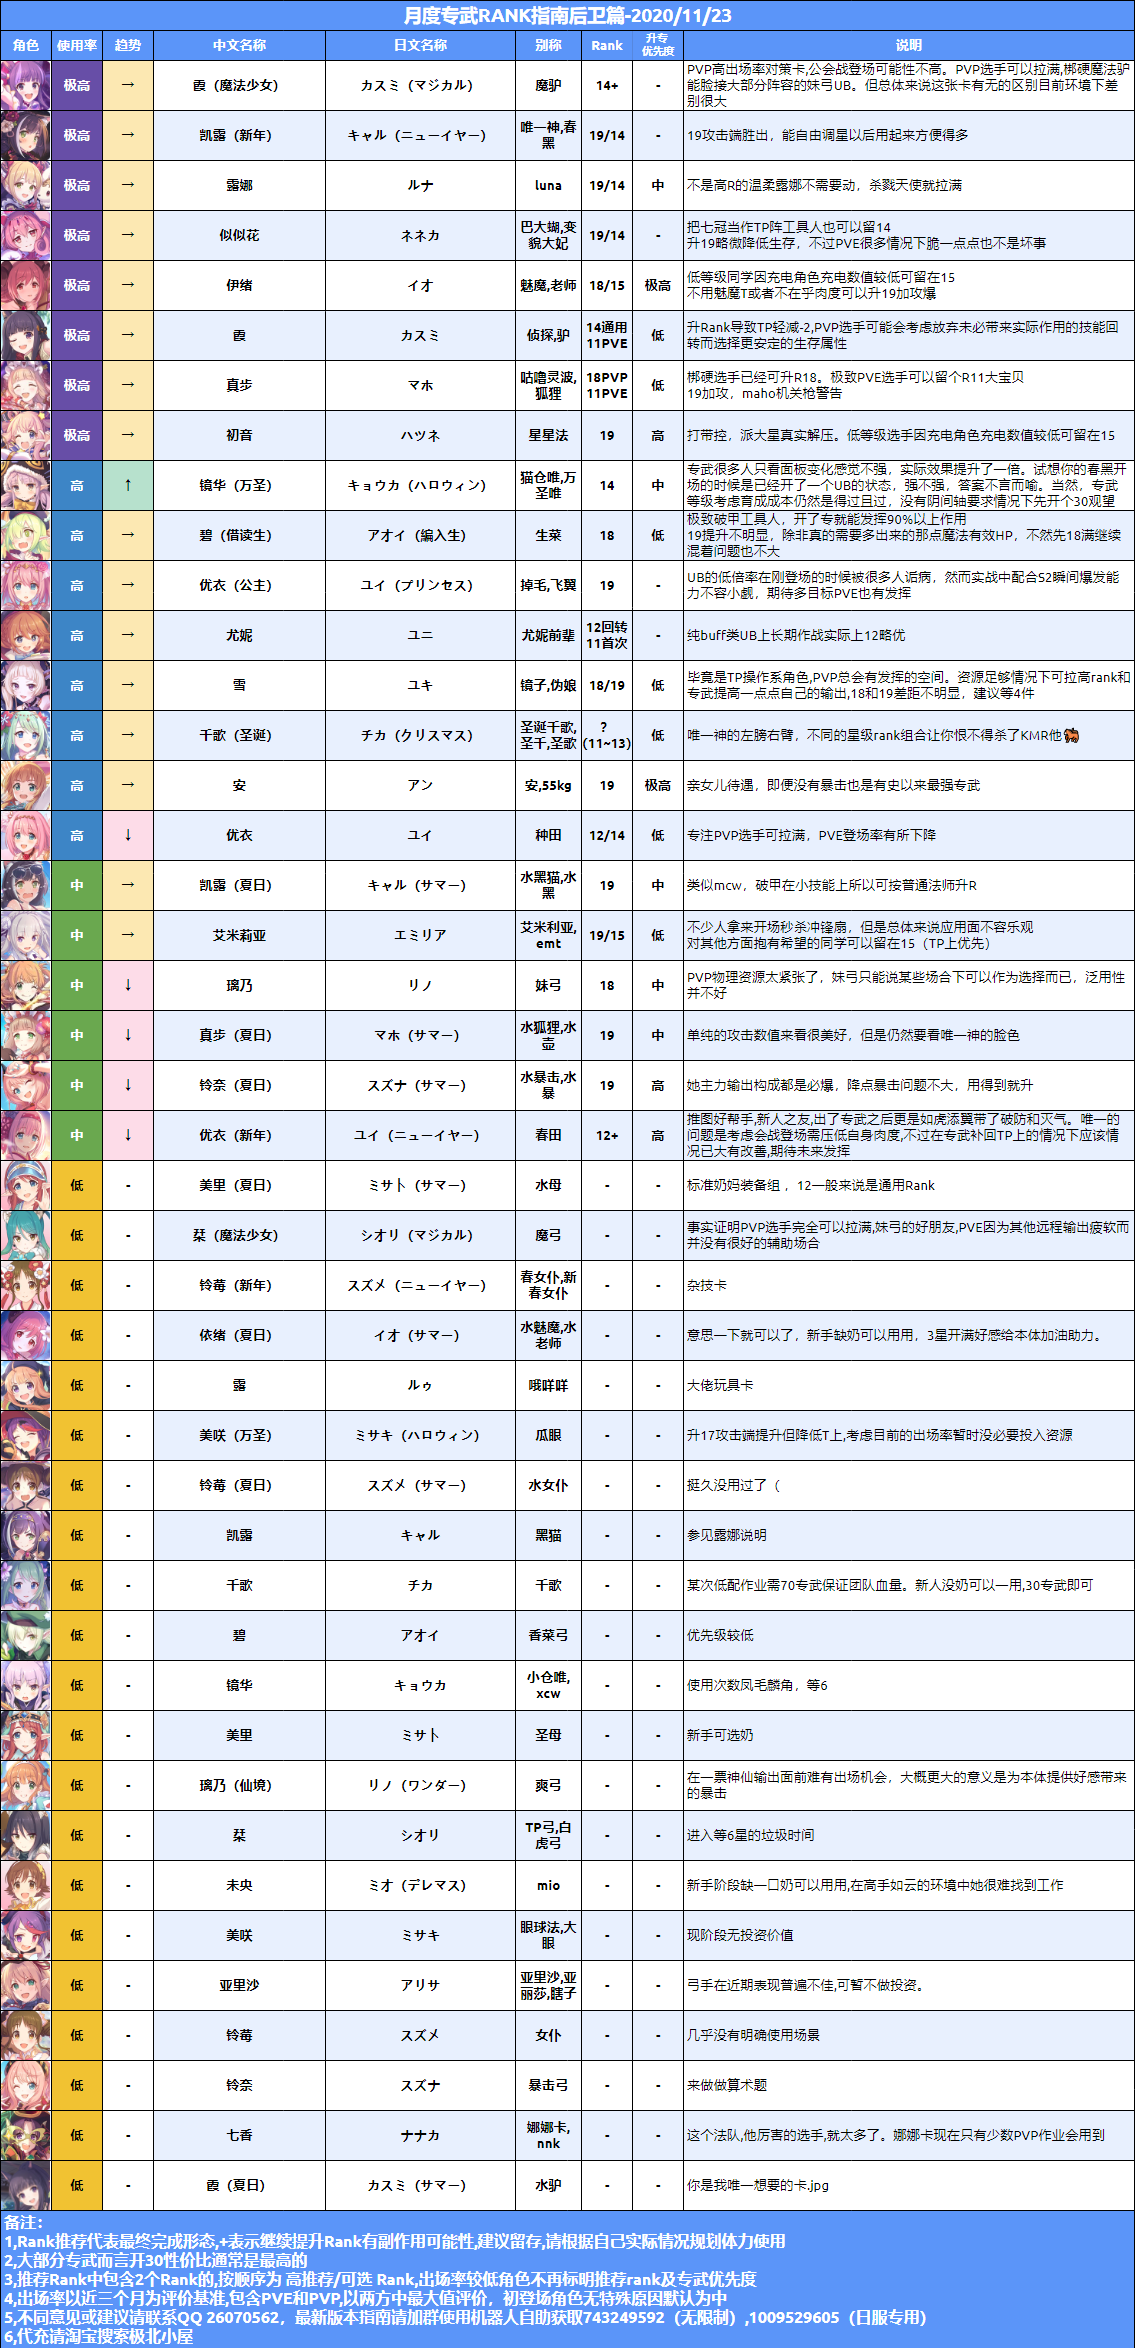 月度专武RANK指南后卫篇-2020/11/23
角色 使用率 趋势 中文名称 日文名称 别称 Rank 升专优先度 说明
极高 → 霞（魔法少女） カスミ（マジカル） 魔驴 14+ - PVP高出场率对策卡,公会战登场可能性不高。PVP选手可以拉满,梆硬魔法驴
能脸接大部分阵容的妹弓UB。但总体来说这张卡有无的区别目前环境下差
别很大
极高 → 凯露（新年） キャル（ニューイヤー） 唯一神,春黑 19/14 - 19攻击端胜出，能自由调星以后用起来方便得多
极高 → 露娜 ルナ luna 19/14 中 不是高R的温柔露娜不需要动，杀戮天使就拉满
极高 → 似似花 ネネカ 巴大蝴,变貌大妃 19/14 - 把七冠当作TP阵工具人也可以留14
升19略微降低生存，不过PVE很多情况下脆一点点也不是坏事
极高 → 伊绪 イオ 魅魔,老师 18/15 极高 低等级同学因充电角色充电数值较低可留在15
不用魅魔T或者不在乎肉度可以升19加攻爆
极高 → 霞 カスミ 侦探,驴 14通用 11PVE 低 升Rank导致TP轻减-2,PVP选手可能会考虑放弃未必带来实际作用的技能回
转而选择更安定的生存属性
极高 → 真步 マホ 咕噜灵波,狐狸 18PVP 11PVE 低 梆硬选手已经可升R18。极致PVE选手可以留个R11大宝贝
19加攻，maho机关枪警告
极高 → 初音 ハツネ 星星法 19 高 打带控，派大星真实解压。低等级选手因充电角色充电数值较低可留在15
高 ↑ 镜华（万圣） キョウカ（ハロウィン） 猫仓唯,万圣唯 14 中 专武很多人只看面板变化感觉不强，实际效果提升了一倍。试想你的春黑开
场的时候是已经开了一个UB的状态，强不强，答案不言而喻。当然，专武
等级考虑育成成本仍然是得过且过，没有阴间轴要求情况下先开个30观望
高 → 碧（借读生） アオイ（編入生） 生菜 18 低 极致破甲工具人，开了专就能发挥90%以上作用
19提升不明显，除非真的需要多出来的那点魔法有效HP，不然先18满继续
混着问题也不大
高 → 优衣（公主） ユイ（プリンセス） 掉毛,飞翼 19 - UB的低倍率在刚登场的时候被很多人诟病，然而实战中配合S2瞬间爆发能
力不容小觑，期待多目标PVE也有发挥
高 → 尤妮 ユニ 尤妮前辈 12回转 11首次 - 纯buff类UB上长期作战实际上12略优
高 → 雪 ユキ 镜子,伪娘 18/19 低 毕竟是TP操作系角色,PVP总会有发挥的空间。资源足够情况下可拉高rank和
专武提高一点点自己的输出,18和19差距不明显，建议等4件
高 → 千歌（圣诞） チカ（クリスマス） 圣诞千歌,圣千,圣歌 ？(11~13) 低 唯一神的左膀右臂，不同的星级rank组合让你恨不得杀了KMR他🐴
高 → 安 アン 安,55kg 19 极高 亲女儿待遇，即便没有暴击也是有史以来最强专武
高 ↓ 优衣 ユイ 种田 12/14 低 专注PVP选手可拉满，PVE登场率有所下降
中 → 凯露（夏日） キャル（サマー） 水黑猫,水黑 19 中 类似mcw，破甲在小技能上所以可按普通法师升R
中 → 艾米莉亚 エミリア 艾米利亚,emt 19/15 低 不少人拿来开场秒杀冲锋扇，但是总体来说应用面不容乐观
对其他方面抱有希望的同学可以留在15（TP上优先）
中 ↓ 璃乃 リノ 妹弓 18 中 PVP物理资源太紧张了，妹弓只能说某些场合下可以作为选择而已，泛用性
并不好
中 ↓ 真步（夏日） マホ（サマー） 水狐狸,水壶 19 中 单纯的攻击数值来看很美好，但是仍然要看唯一神的脸色
中 ↓ 铃奈（夏日） スズナ（サマー） 水暴击,水暴 19 高 她主力输出构成都是必爆，降点暴击问题不大，用得到就升
中 ↓ 优衣（新年） ユイ（ニューイヤー） 春田 12+ 高 推图好帮手,新人之友,出了专武之后更是如虎添翼带了破防和灭气。唯一的
问题是考虑会战登场需压低自身肉度,不过在专武补回TP上的情况下应该情
况已大有改善,期待未来发挥
低 - 美里（夏日） ミサト（サマー） 水母 - - 标准奶妈装备组，12一般来说是通用Rank
低 - 栞（魔法少女） シオリ（マジカル） 魔弓 - - 事实证明PVP选手完全可以拉满,妹弓的好朋友,PVE因为其他远程输出疲软而
并没有很好的辅助场合
低 - 铃莓（新年） スズメ（ニューイヤー） 春女仆,新春女仆 - - 杂技卡
低 - 依绪（夏日） イオ（サマー） 水魅魔,水老师 - - 意思一下就可以了，新手缺奶可以用用，3星开满好感给本体加油助力。
低 - 露 ルゥ 哦咩咩 - - 大佬玩具卡
低 - 美咲（万圣） ミサキ（ハロウィン） 瓜眼 - - 升17攻击端提升但降低T上,考虑目前的出场率暂时没必要投入资源
低 - 铃莓（夏日） スズメ（サマー） 水女仆 - - 挺久没用过了（
低 - 凯露 キャル 黑猫 - - 参见露娜说明
低 - 千歌 チカ 千歌 - - 某次低配作业需70专武保证团队血量。新人没奶可以一用,30专武即可
低 - 碧 アオイ 香菜弓 - - 优先级较低
低 - 镜华 キョウカ 小仓唯,xcw - - 使用次数凤毛麟角，等6
低 - 美里 ミサト 圣母 - - 新手可选奶
低 - 璃乃（仙境） リノ（ワンダー） 爽弓 - - 在一票神仙输出面前难有出场机会，大概更大的意义是为本体提供好感带来
的暴击
低 - 栞 シオリ TP弓,白虎弓 - - 进入等6星的垃圾时间
低 - 未央 ミオ（デレマス） mio - - 新手阶段缺一口奶可以用用,在高手如云的环境中她很难找到工作
低 - 美咲 ミサキ 眼球法,大眼 - - 现阶段无投资价值
低 - 亚里沙 アリサ 亚里沙,亚丽莎,瞎子 - - 弓手在近期表现普遍不佳,可暂不做投资。
低 - 铃莓 スズメ 女仆 - - 几乎没有明确使用场景
低 - 铃奈 スズナ 暴击弓 - - 来做做算术题
低 - 七香 ナナカ 娜娜卡,nnk - - 这个法队,他厉害的选手,就太多了。娜娜卡现在只有少数PVP作业会用到
低 - 霞（夏日） カスミ（サマー） 水驴 - - 你是我唯一想要的卡.jpg
备注：
1,Rank推荐代表最终完成形态,+表示继续提升Rank有副作用可能性,建议留存,请根据自己实际情况规划体力使用
2,大部分专武而言开30性价比通常是最高的
3,推荐Rank中包含2个Rank的,按顺序为 高推荐/可选 Rank,出场率较低角色不再标明推荐rank及专武优先度
4,出场率以近三个月为评价基准,包含PVE和PVP,以两方中最大值评价，初登场角色无特殊原因默认为中
5,不同意见或建议请联系QQ 26070562，最新版本指南请加群使用机器人自助获取743249592（无限制）,1009529605（日服专用）
6,代充请淘宝搜索极北小屋